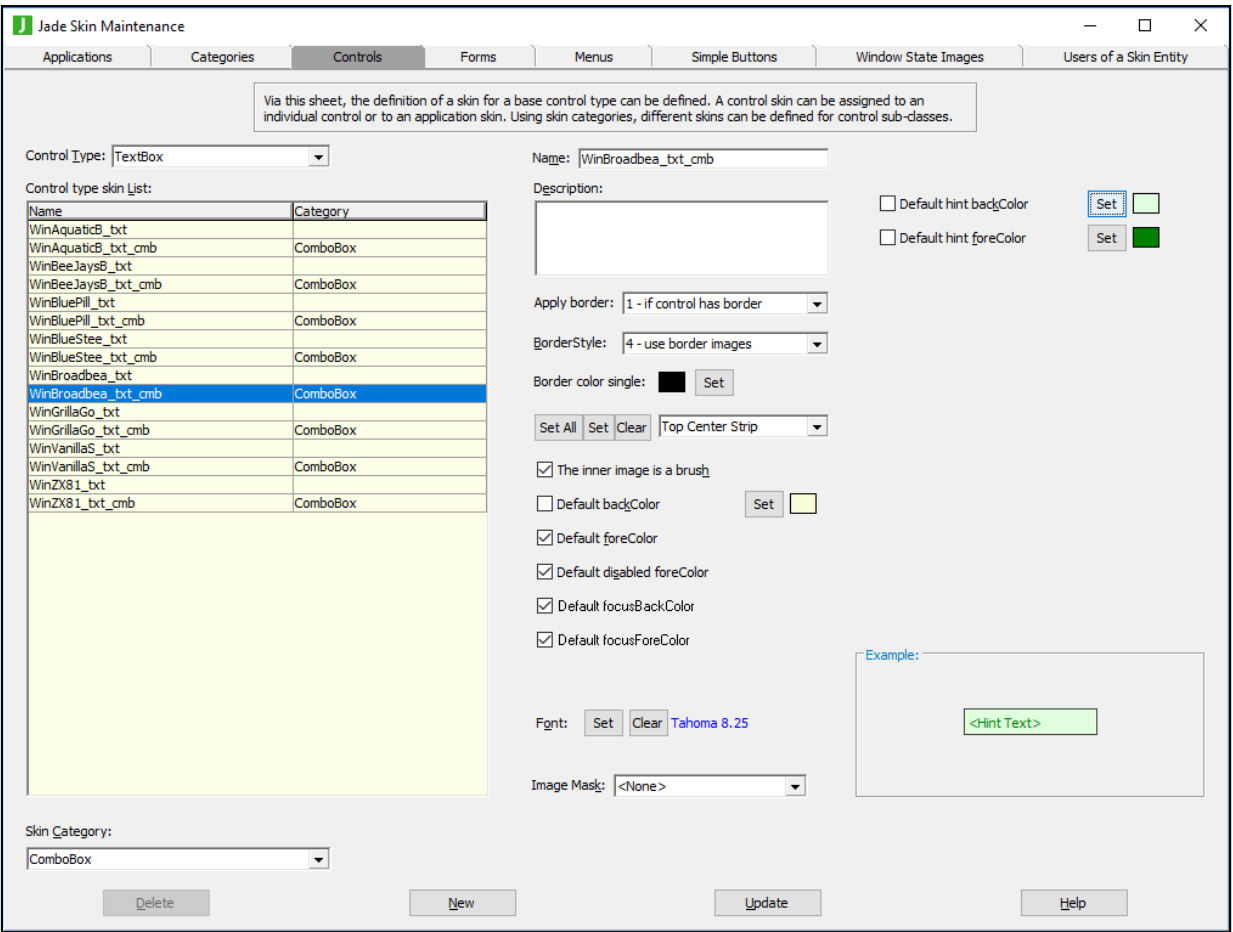 Jade Skin Maintenance
Applications
Categories
Controls
Forms
Menus
Simple Buttons
Window State Images
Users of a Skin Entity
Via this sheet, the definition of a skin for a base control type can be defined. A control skin can be assigned to an
individual control or to an application skin. Using skin categories, different skins can be defined for control sub-classes.
Control Type: TextBox
Control type skin List:
Name Category
WinAquaticB_txt
WinAquaticB_txt_cmb ComboBox
WinBeeJaysB_txt
WinBeeJaysB_txt_cmb ComboBox
WinBluePill_txt
WinBluePill_txt_cmb ComboBox
WinBlueStee_txt
WinBlueStee_txt_cmb ComboBox
WinBroadbea_txt
WinBroadbea_txt_cmb ComboBox
WinGrillaGo_txt
WinGrillaGo_txt_cmb ComboBox
WinVanillaS_txt
WinVanillaS_txt_cmb ComboBox
WinZX81_txt
WinZX81_txt_cmb ComboBox
Skin Category:
ComboBox
Name: WinBroadbea_txt_cmb
Description:
Apply border: 1 - if control has border
BorderStyle: 4 - use border images
Border color single: Set
Set All Set Clear Top Center Strip
The inner image is a brush
Default backColor Set
Default foreColor
Default disabled foreColor
Default focusBackColor
Default focusForeColor
Font: Set Clear Tahoma 8.25
Image Mask: <None>
Default hint backColor Set
Default hint foreColor Set
Example:
<Hint Text>
Delete
New
Update
Help